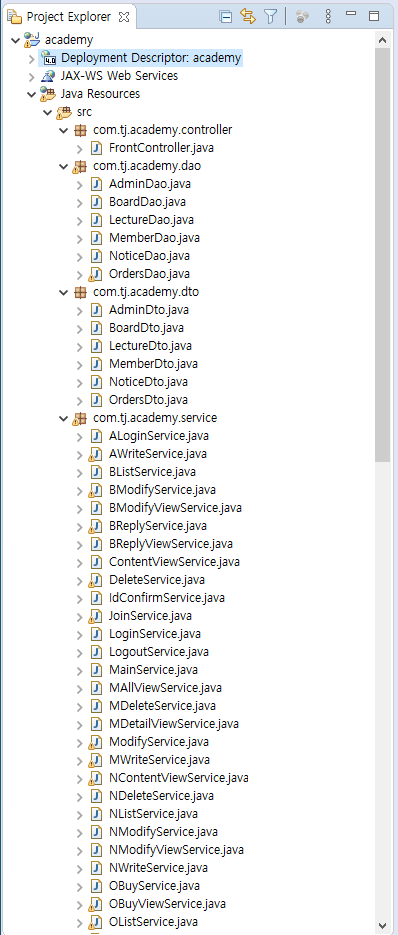 Project Explorer
academy
Deployment Descriptor: academy
JAX-WS Web Services
Java Resources
src
com.tj.academy.controller
FrontController.java
com.tj.academy.dao
AdminDao.java
BoardDao.java
LectureDao.java
MemberDao.java
NoticeDao.java
OrdersDao.java
com.tj.academy.dto
AdminDto.java
BoardDto.java
LectureDto.java
MemberDto.java
NoticeDto.java
OrdersDto.java
com.tj.academy.service
ALoginService.java
AWriteService.java
BListService.java
BModifyService.java
BModifyViewService.java
BReplyService.java
BReplyViewService.java
ContentViewService.java
DeleteService.java
IdConfirmService.java
JoinService.java
LoginService.java
LogoutService.java
MainService.java
MAllViewService.java
MDeleteService.java
MDetailViewService.java
ModifyService.java
MWriteService.java
NContentViewService.java
NDeleteService.java
NListService.java
NModifyService.java
NModifyViewService.java
NWriteService.java
OBuyService.java
OBuyViewService.java
OListService.java